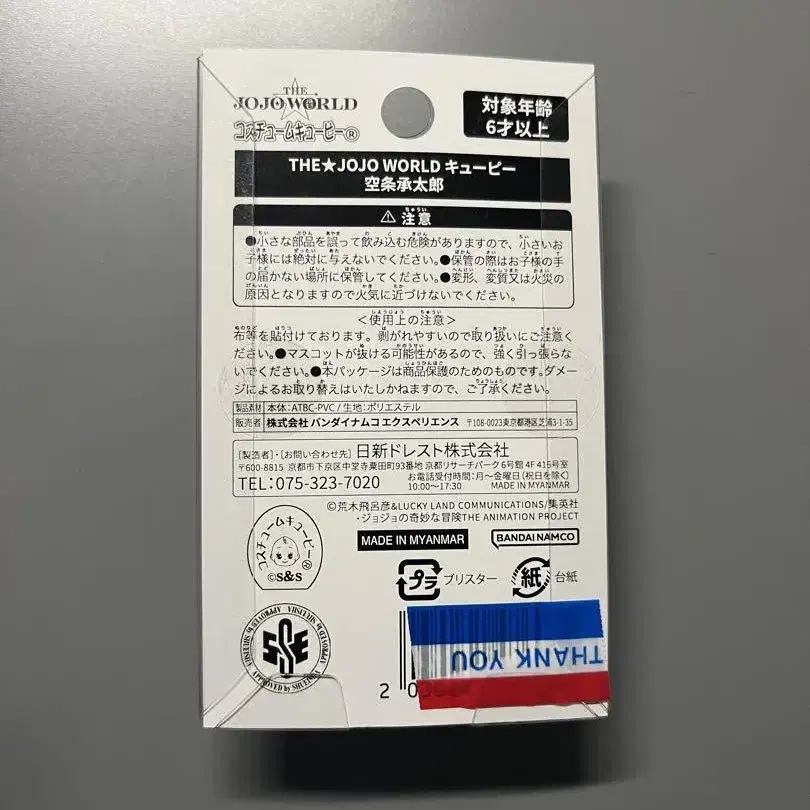 THE
JOJO WORLD
コスチュームキューピー®
対象年齢
6才以上
THE★JOJO WORLD キューピー
空条承太郎
⚠ 注意
●小さな部品を誤って飲み込む危険がありますので、小さいお
子様には絶対に与えないでください。●保管の際はお子様の手
の届かない場所に保管してください。●変形、変質又は火災の
原因となりますので火気に近づけないでください。
<使用上の注意>
布等を貼付けております。剥がれやすいので取り扱いにご注意く
ださい。●マスコットが抜ける可能性があるので、強く引っ張らな
いでください。●本パッケージは商品保護のためのものです。ダメー
ジによるお取り替えはいたしかねますので、ご了承ください。
製品素材 本体:ATBC-PVC / 生地:ポリエステル
販売者 株式会社 バンダイナムコエクスペリエンス 〒108-0023東京都港区芝浦3-1-35
[製造者]・[お問い合わせ先] 日新ドレスト株式会社
〒600-8815 京都市下京区中堂寺粟田町93番地 京都リサーチパーク6号館 4F 415号室
TEL:075-323-7020
お電話受付時間:月~金曜日(祝日を除く)
10:00~17:30 MADE IN MYANMAR
©荒木飛呂彦&LUCKY LAND COMMUNICATIONS/集英社
・ジョジョの奇妙な冒険THE ANIMATION PROJECT
MADE IN MYANMAR
BANDAI NAMCO
コスチュームキューピー®
©S&S
プラ ブリスター
紙 台紙
APPROVED by SHUEISHA
THANK YOU
2